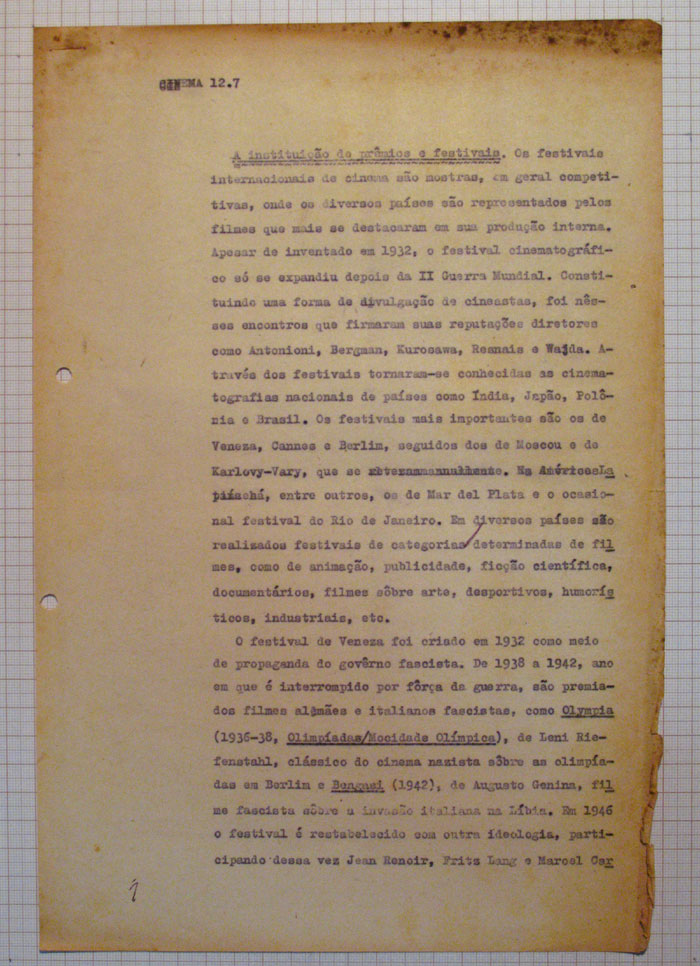 CINEMA 12.7
A instituição de prêmios e festivais. Os festivais
internacionais de cinema são mostras, em geral competi-
tivas, onde os diversos países são representados pelos
filmes que mais se destacaram em sua produção interna.
Apesar de inventado em 1932, o festival cinematográfi-
co só se expandiu depois da II Guerra Mundial. Consti-
tuindo uma forma de divulgação de cineastas, foi nês-
ses encontros que firmaram suas reputações diretores
como Antonioni, Bergman, Kurosawa, Resnais e Wajda. A-
través dos festivais tornaram-se conhecidas as cinema-
tografias nacionais de países como Índia, Japão, Polô-
nia e Brasil. Os festivais mais importantes são os de
Veneza, Cannes e Berlim, seguidos dos de Moscou e de
Karlovy-Vary, que se
há, entre outros, os de Mar del Plata e o ocasio-
nal festival do Rio de Janeiro. Em diversos países são
realizados festivais de categorias/determinadas de fil
mes, como de animação, publicidade, ficção científica,
documentários, filmes sôbre arte, desportivos, humorís
ticos, industriais, etc.
O festival de Veneza foi criado em 1932 como meio
de propaganda do govêrno fascista. De 1938 a 1942, ano
em que é interrompido por fôrça da guerra, são premia-
dos filmes alemães e italianos fascistas, como Olympia
(1936-38, Olimpíadas/Mocidade Olímpica), de Leni Rie-
fenstahl, clássico do cinema nazista sôbre as olimpía-
das em Berlim e Bengasi (1942), de Augusto Genina, fil
me fascista sôbre a invasão italiana na Líbia. Em 1946
o festival é restabelecido com outra ideologia, parti-
cipando dessa vez Jean Renoir, Fritz Lang e Marcel Car